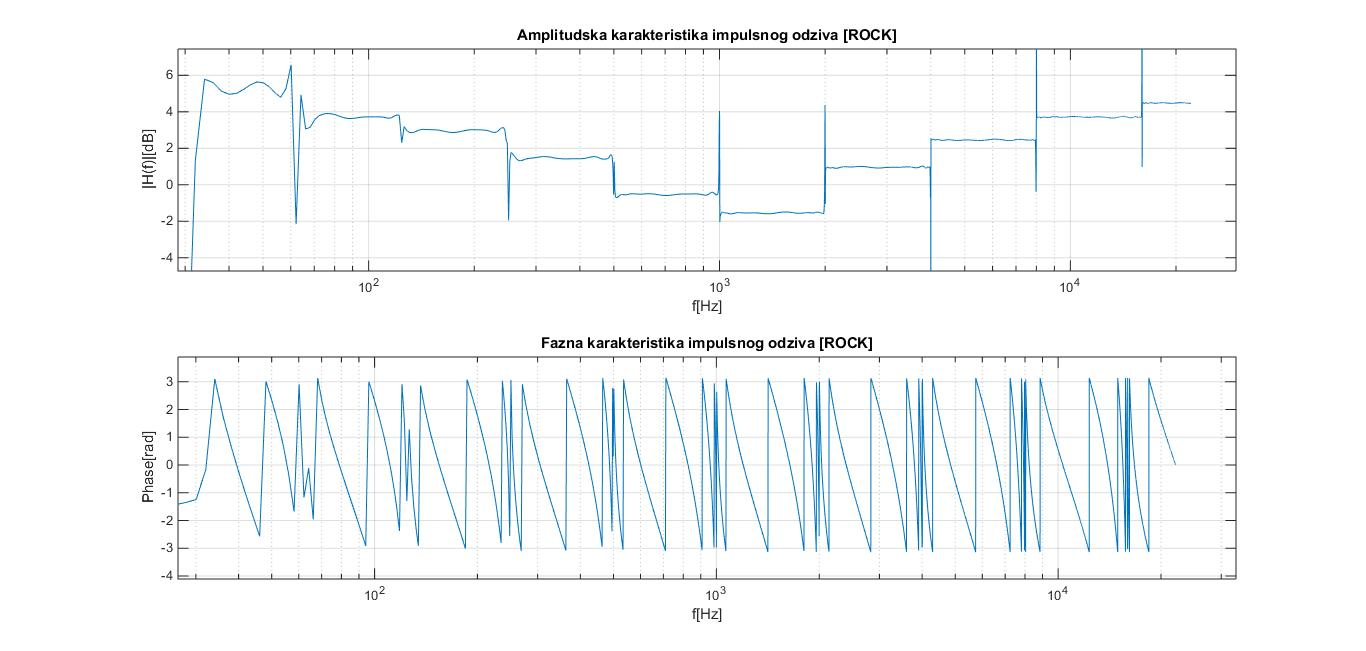 Amplitudska karakteristika impulsnog odziva [ROCK]
|H(f)|[dB]
6
4
2
0
-2
-4
10^2 10^3 10^4
f[Hz]
Fazna karakteristika impulsnog odziva [ROCK]
Phase[rad]
3
2
1
0
-1
-2
-3
-4
10^2 10^3 10^4
f[Hz]